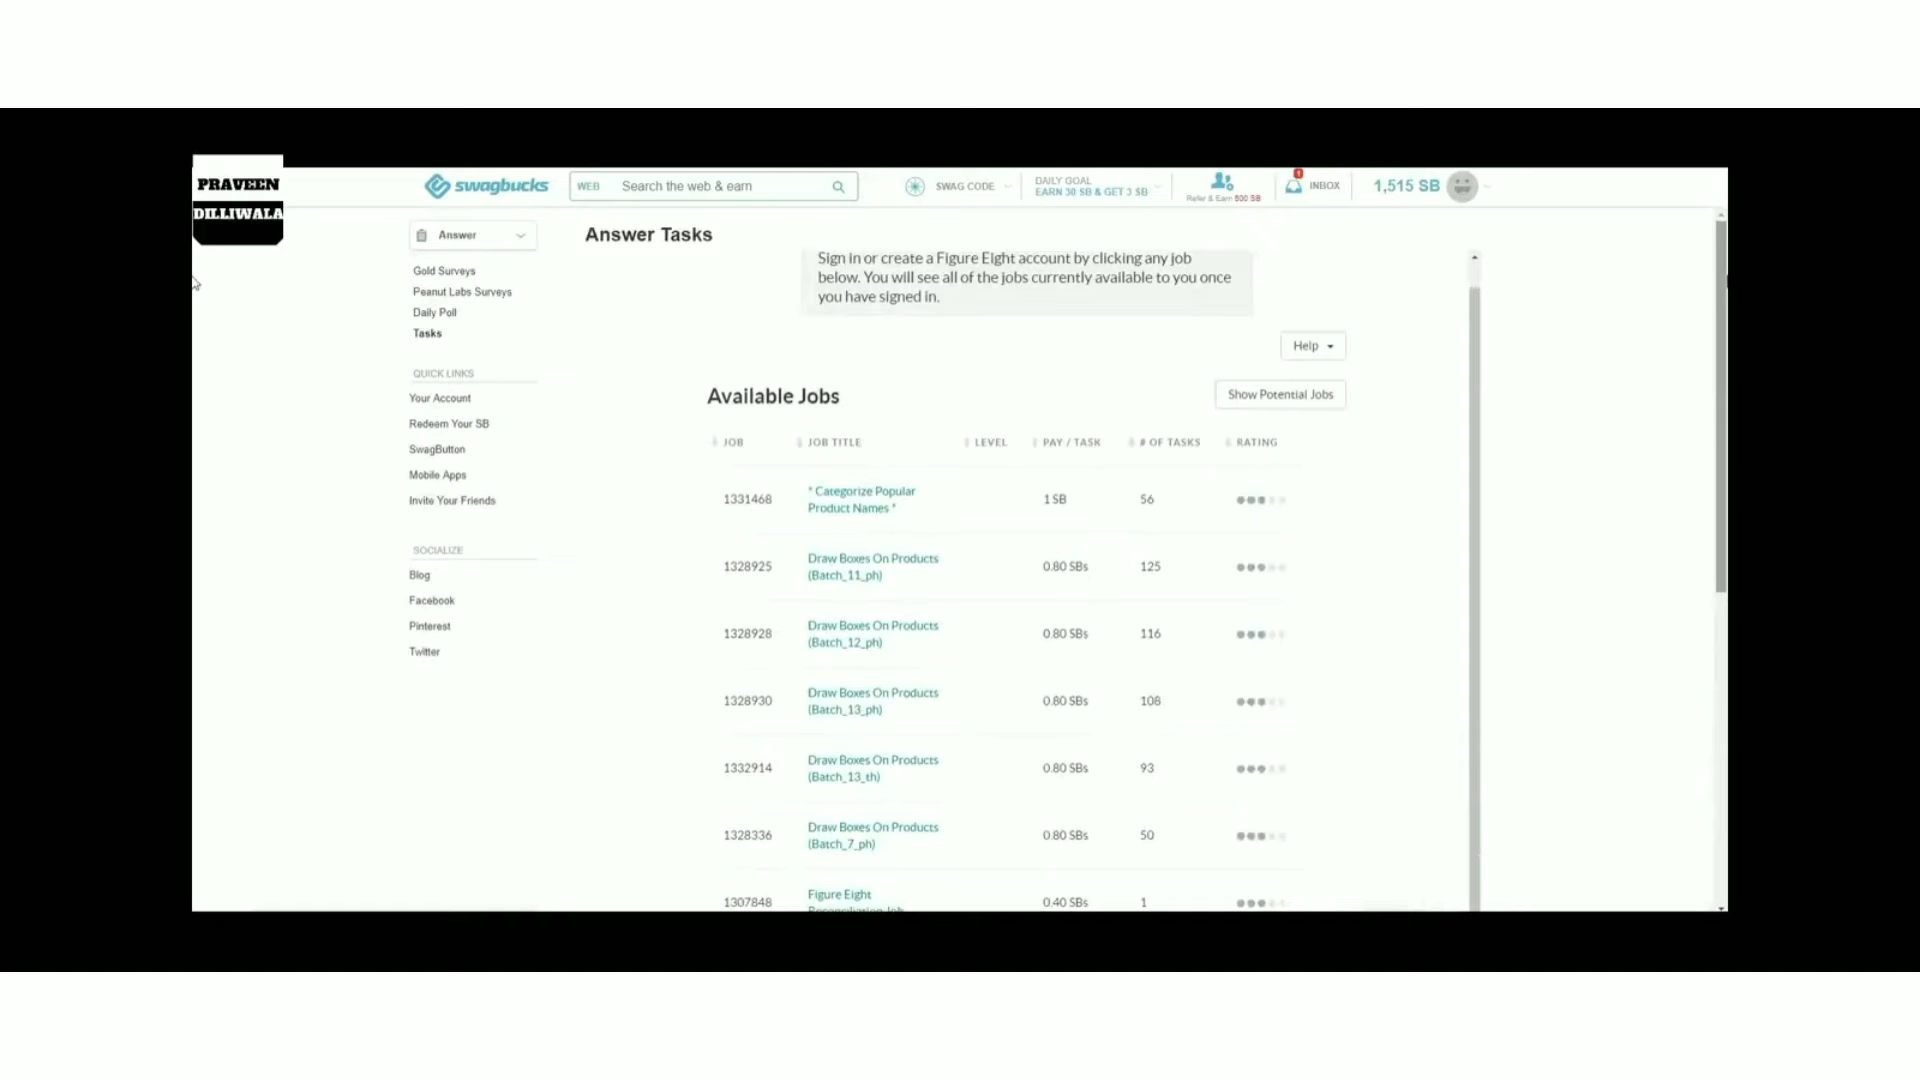 PRAVEEN
DILLIWALA
swagbucks
WEB Search the web & earn
SWAG CODE
DAILY GOAL
EARN 30 SB & GET 3 SB
Refer & Earn 500 SB
1
INBOX
1,515 SB
Answer
Gold Surveys
Peanut Labs Surveys
Daily Poll
Tasks
QUICK LINKS
Your Account
Redeem Your SB
SwagButton
Mobile Apps
Invite Your Friends
SOCIALIZE
Blog
Facebook
Pinterest
Twitter
Answer Tasks
Sign in or create a Figure Eight account by clicking any job
below. You will see all of the jobs currently available to you once
you have signed in.
Help
Available Jobs
Show Potential Jobs
JOB JOB TITLE LEVEL PAY / TASK # OF TASKS RATING
1331468 * Categorize Popular
Product Names * 1 SB 56
1328925 Draw Boxes On Products
(Batch_11_ph) 0.80 SBs 125
1328928 Draw Boxes On Products
(Batch_12_ph) 0.80 SBs 116
1328930 Draw Boxes On Products
(Batch_13_ph) 0.80 SBs 108
1332914 Draw Boxes On Products
(Batch_13_th) 0.80 SBs 93
1328336 Draw Boxes On Products
(Batch_7_ph) 0.80 SBs 50
1307848 Figure Eight
0.40 SBs 1